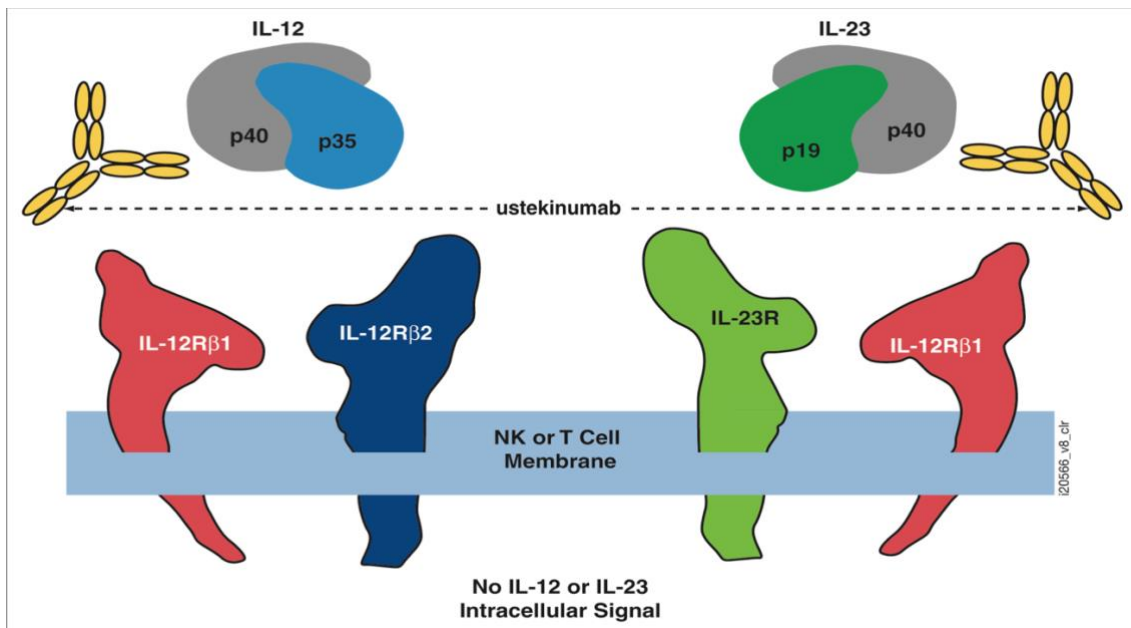 IL-12
IL-23
p40
p35
p19
p40
ustekinumab
IL-12Rβ1
IL-12Rβ2
IL-23R
IL-12Rβ1
NK or T Cell
Membrane
i20566_v8_clr
No IL-12 or IL-23
Intracellular Signal